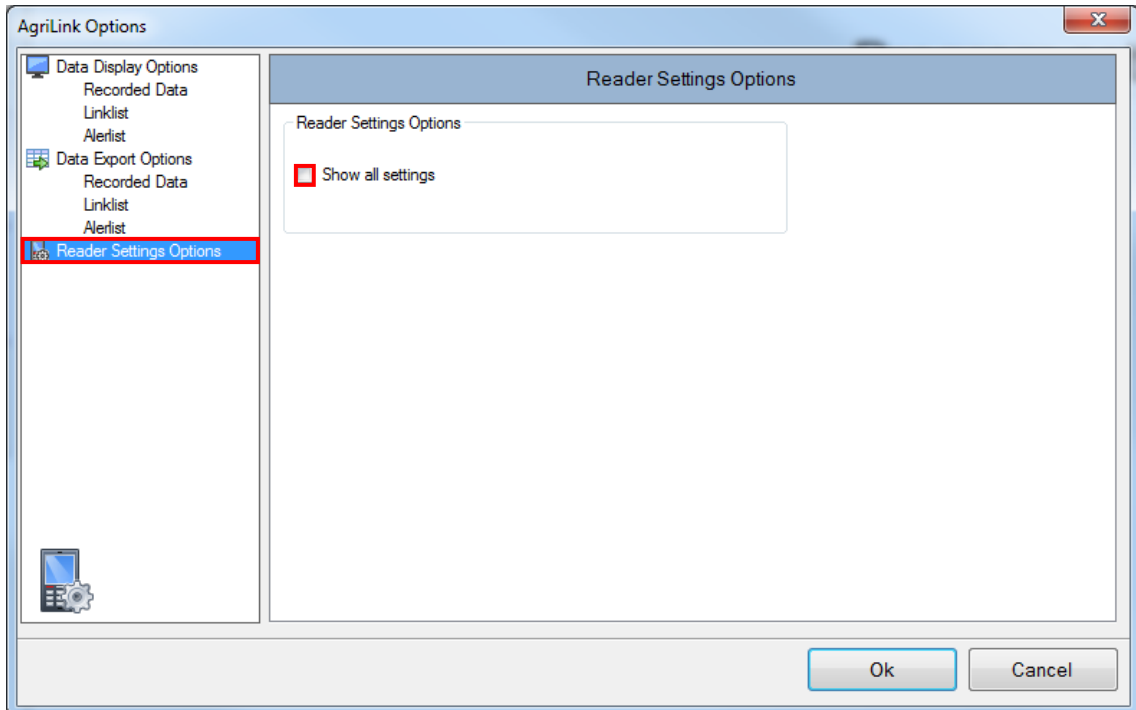 AgriLink Options
Data Display Options
Recorded Data
Linklist
Alerlist
Data Export Options
Recorded Data
Linklist
Alerlist
Reader Settings Options
Reader Settings Options
Reader Settings Options
Show all settings
Ok
Cancel